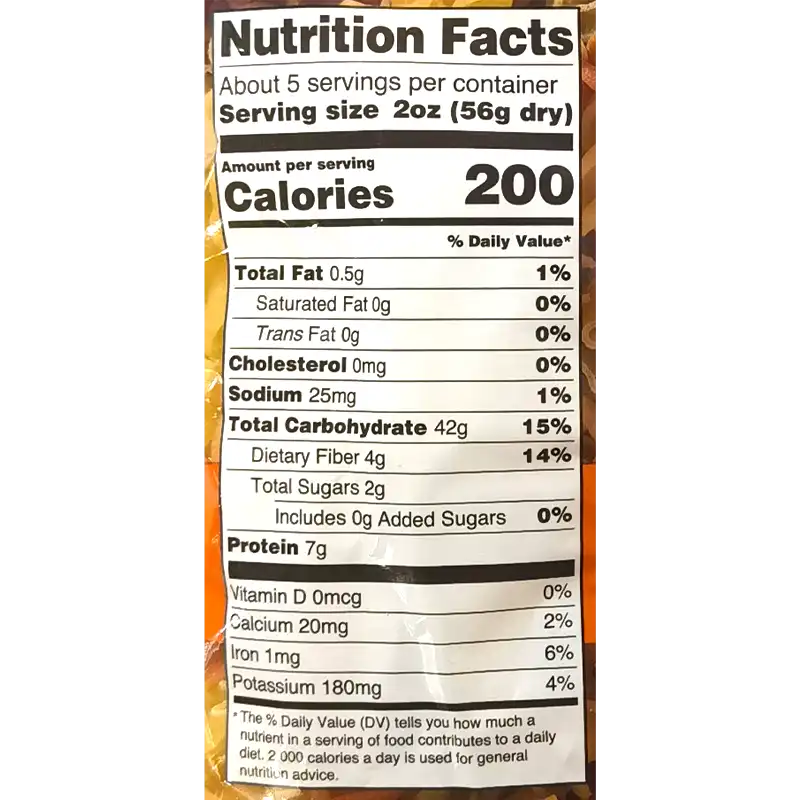 Nutrition Facts
About 5 servings per container
Serving size 2oz (56g dry)
Amount per serving
Calories 200
% Daily Value*
Total Fat 0.5g 1%
Saturated Fat 0g 0%
Trans Fat 0g 0%
Cholesterol 0mg 0%
Sodium 25mg 1%
Total Carbohydrate 42g 15%
Dietary Fiber 4g 14%
Total Sugars 2g
Includes 0g Added Sugars 0%
Protein 7g
Vitamin D 0mcg 0%
Calcium 20mg 2%
Iron 1mg 6%
Potassium 180mg 4%
*The % Daily Value (DV) tells you how much a
nutrient in a serving of food contributes to a daily
diet. 2 000 calories a day is used for general
nutrition advice.